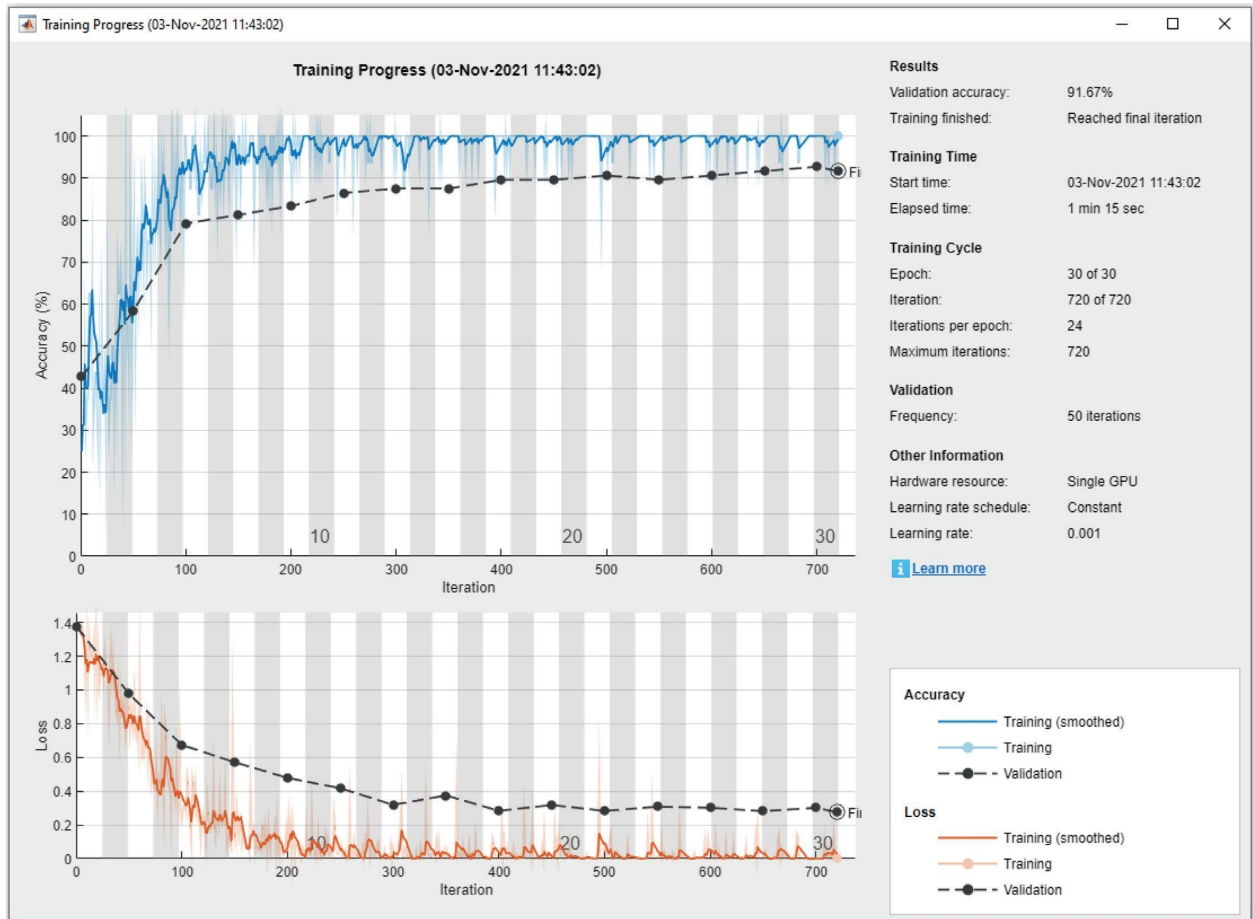 Training Progress (03-Nov-2021 11:43:02)
Training Progress (03-Nov-2021 11:43:02)
100
90
80
70
60
50
40
30
20
10
0
Accuracy (%)
Fi
10
20
30
0
100
200
300
400
500
600
700
Iteration
1.4
1.2
1
0.8
0.6
0.4
0.2
0
Loss
Fi
10
20
30
0
100
200
300
400
500
600
700
Iteration
Results
Validation accuracy: 91.67%
Training finished: Reached final iteration
Training Time
Start time: 03-Nov-2021 11:43:02
Elapsed time: 1 min 15 sec
Training Cycle
Epoch: 30 of 30
Iteration: 720 of 720
Iterations per epoch: 24
Maximum iterations: 720
Validation
Frequency: 50 iterations
Other Information
Hardware resource: Single GPU
Learning rate schedule: Constant
Learning rate: 0.001
i Learn more
Accuracy
Training (smoothed)
Training
Validation
Loss
Training (smoothed)
Training
Validation